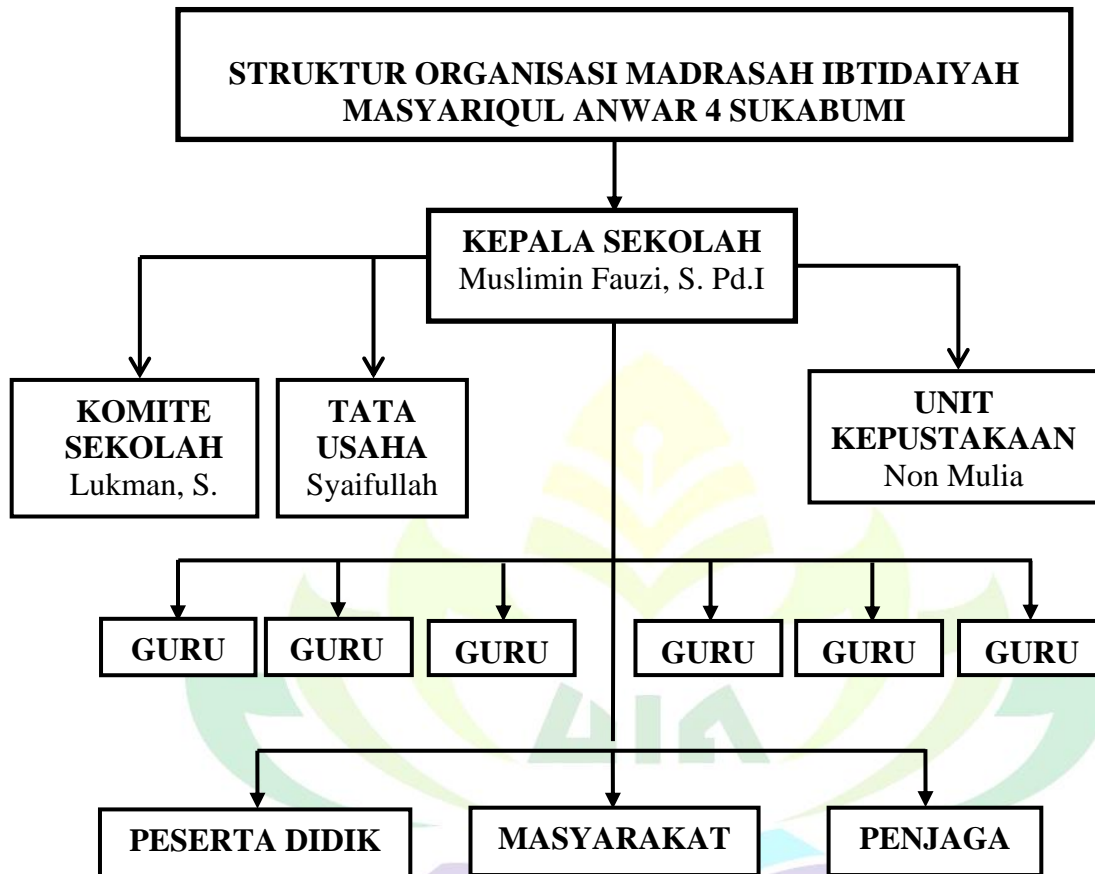 STRUKTUR ORGANISASI MADRASAH IBTIDAIYAH
MASYARIQUL ANWAR 4 SUKABUMI
KEPALA SEKOLAH
Muslimin Fauzi, S. Pd.I
KOMITE
SEKOLAH
Lukman, S.
TATA
USAHA
Syaifullah
UNIT
KEPUSTAKAAN
Non Mulia
GURU
GURU
GURU
GURU
GURU
GURU
UIN
PESERTA DIDIK
MASYARAKAT
PENJAGA